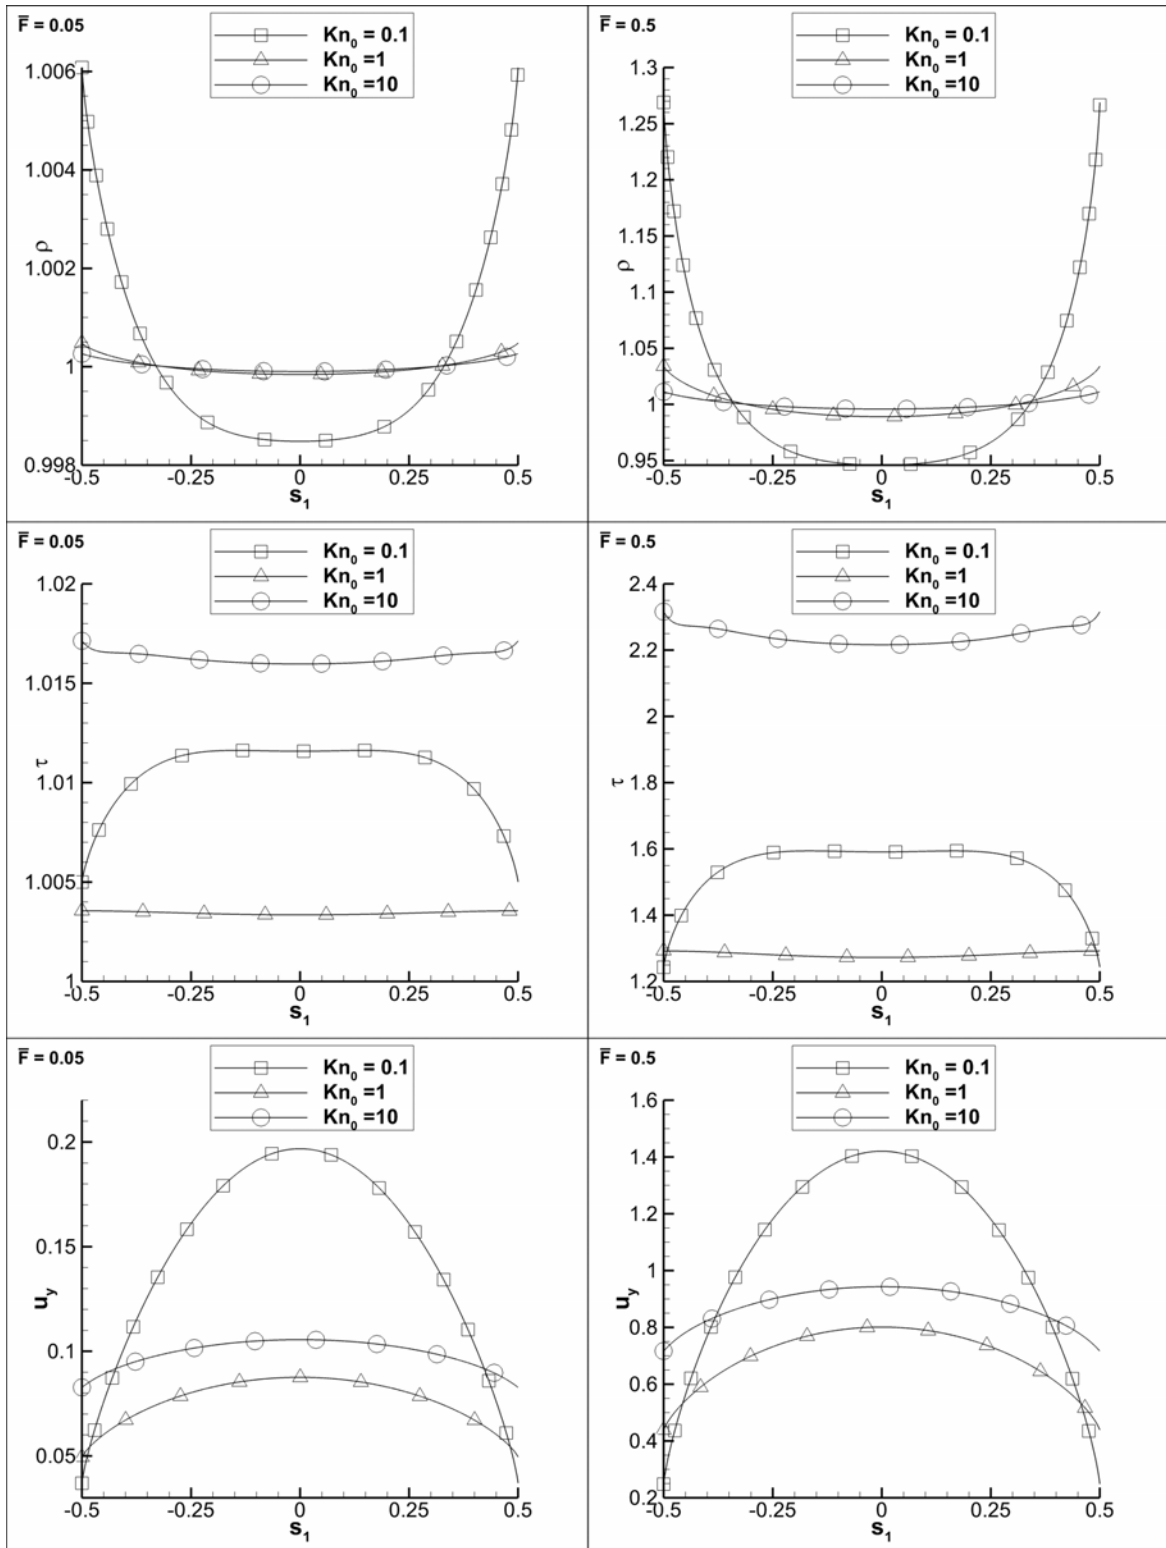 F̅ = 0.05
Kn₀ = 0.1
Kn₀ =1
Kn₀ =10
1.006
1.004
1.002
1
0.998
ρ
-0.5 -0.25 0 0.25 0.5
s₁
F̅ = 0.5
Kn₀ = 0.1
Kn₀ =1
Kn₀ =10
1.3
1.25
1.2
1.15
1.1
1.05
1
0.95
ρ
-0.5 -0.25 0 0.25 0.5
s₁
F̅ = 0.05
Kn₀ = 0.1
Kn₀ =1
Kn₀ =10
1.02
1.015
1.01
1.005
1
τ
-0.5 -0.25 0 0.25 0.5
s₁
F̅ = 0.5
Kn₀ = 0.1
Kn₀ =1
Kn₀ =10
2.4
2.2
2
1.8
1.6
1.4
1.2
τ
-0.5 -0.25 0 0.25 0.5
s₁
F̅ = 0.05
Kn₀ = 0.1
Kn₀ =1
Kn₀ =10
0.2
0.15
0.1
0.05
u_y
-0.5 -0.25 0 0.25 0.5
s₁
F̅ = 0.5
Kn₀ = 0.1
Kn₀ =1
Kn₀ =10
1.6
1.4
1.2
1
0.8
0.6
0.4
0.2
u_y
-0.5 -0.25 0 0.25 0.5
s₁